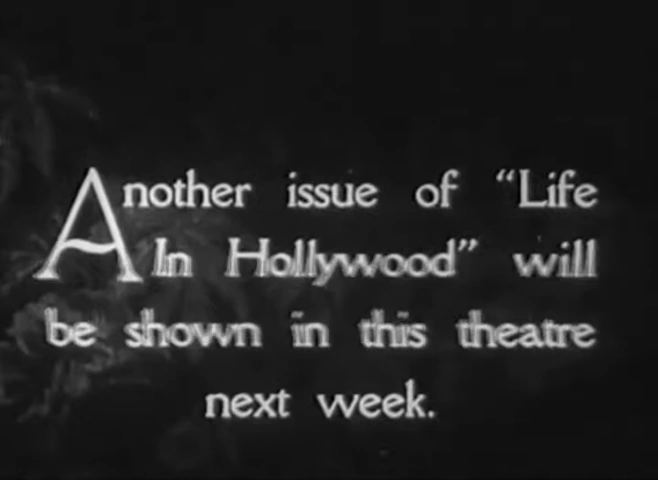 Another issue of “Life
In Hollywood” will
be shown in this theatre
next week.